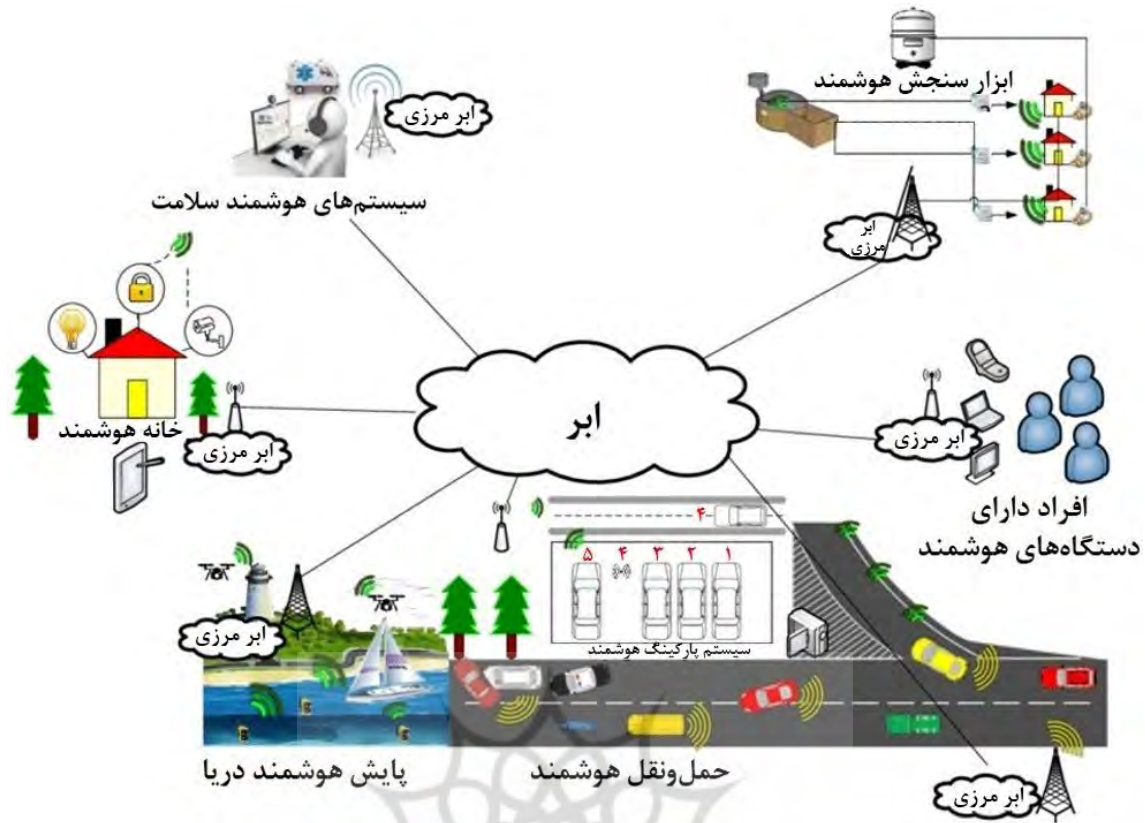 ابزار سنجش هوشمند
ابر مرزی
سیستم‌های هوشمند سلامت
ابر
مرزی
ابر
خانه هوشمند
ابر مرزی
ابر مرزی
افراد دارای
دستگاه‌های هوشمند
۴
۵ ۴ ۳ ۲ ۱
سیستم پارکینگ هوشمند
ابر مرزی
پایش هوشمند دریا
حمل‌ونقل هوشمند
ابر مرزی